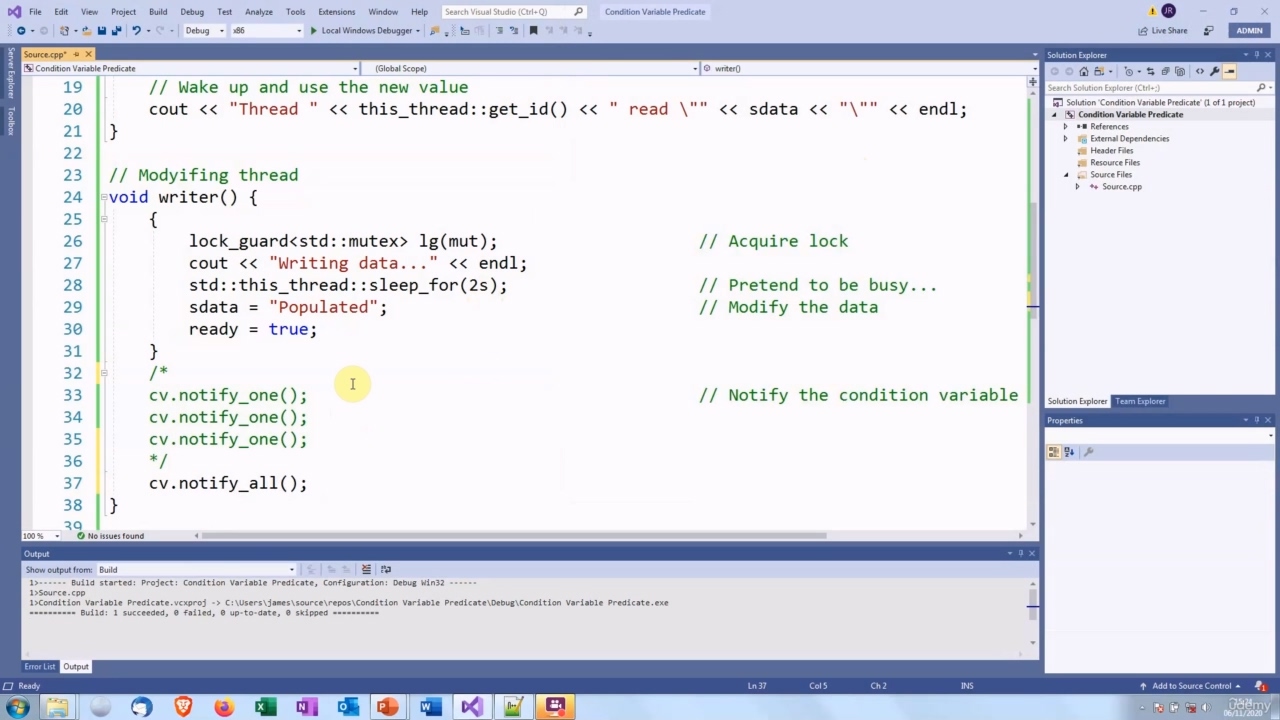 File Edit View Project Build Debug Test Analyze Tools Extensions Window Help Search Visual Studio (Ctrl+Q) Condition Variable Predicate JR
Debug x86 Local Windows Debugger Live Share ADMIN
Server Explorer
Toolbox
Source.cpp*
Condition Variable Predicate (Global Scope) writer()
19 // Wake up and use the new value
20 cout << "Thread " << this_thread::get_id() << " read \"" << sdata << "\"" << endl;
21 }
22
23 // Modyifing thread
24 void writer() {
25 {
26 lock_guard<std::mutex> lg(mut); // Acquire lock
27 cout << "Writing data..." << endl;
28 std::this_thread::sleep_for(2s); // Pretend to be busy...
29 sdata = "Populated"; // Modify the data
30 ready = true;
31 }
32 /*
33 cv.notify_one(); // Notify the condition variable
34 cv.notify_one();
35 cv.notify_one();
36 */
37 cv.notify_all();
38 }
39
100 % No issues found
Output
Show output from: Build
1>------ Build started: Project: Condition Variable Predicate, Configuration: Debug Win32 ------
1>Source.cpp
1>Condition Variable Predicate.vcxproj -> C:\Users\james\source\repos\Condition Variable Predicate\Debug\Condition Variable Predicate.exe
========== Build: 1 succeeded, 0 failed, 0 up-to-date, 0 skipped ==========
Error List Output
Solution Explorer
Search Solution Explorer (Ctrl+;)
Solution 'Condition Variable Predicate' (1 of 1 project)
Condition Variable Predicate
References
External Dependencies
Header Files
Resource Files
Source Files
Source.cpp
Solution Explorer Team Explorer
Properties
Ready Ln 37 Col 5 Ch 2 INS Add to Source Control 1
udemy
06/11/2020